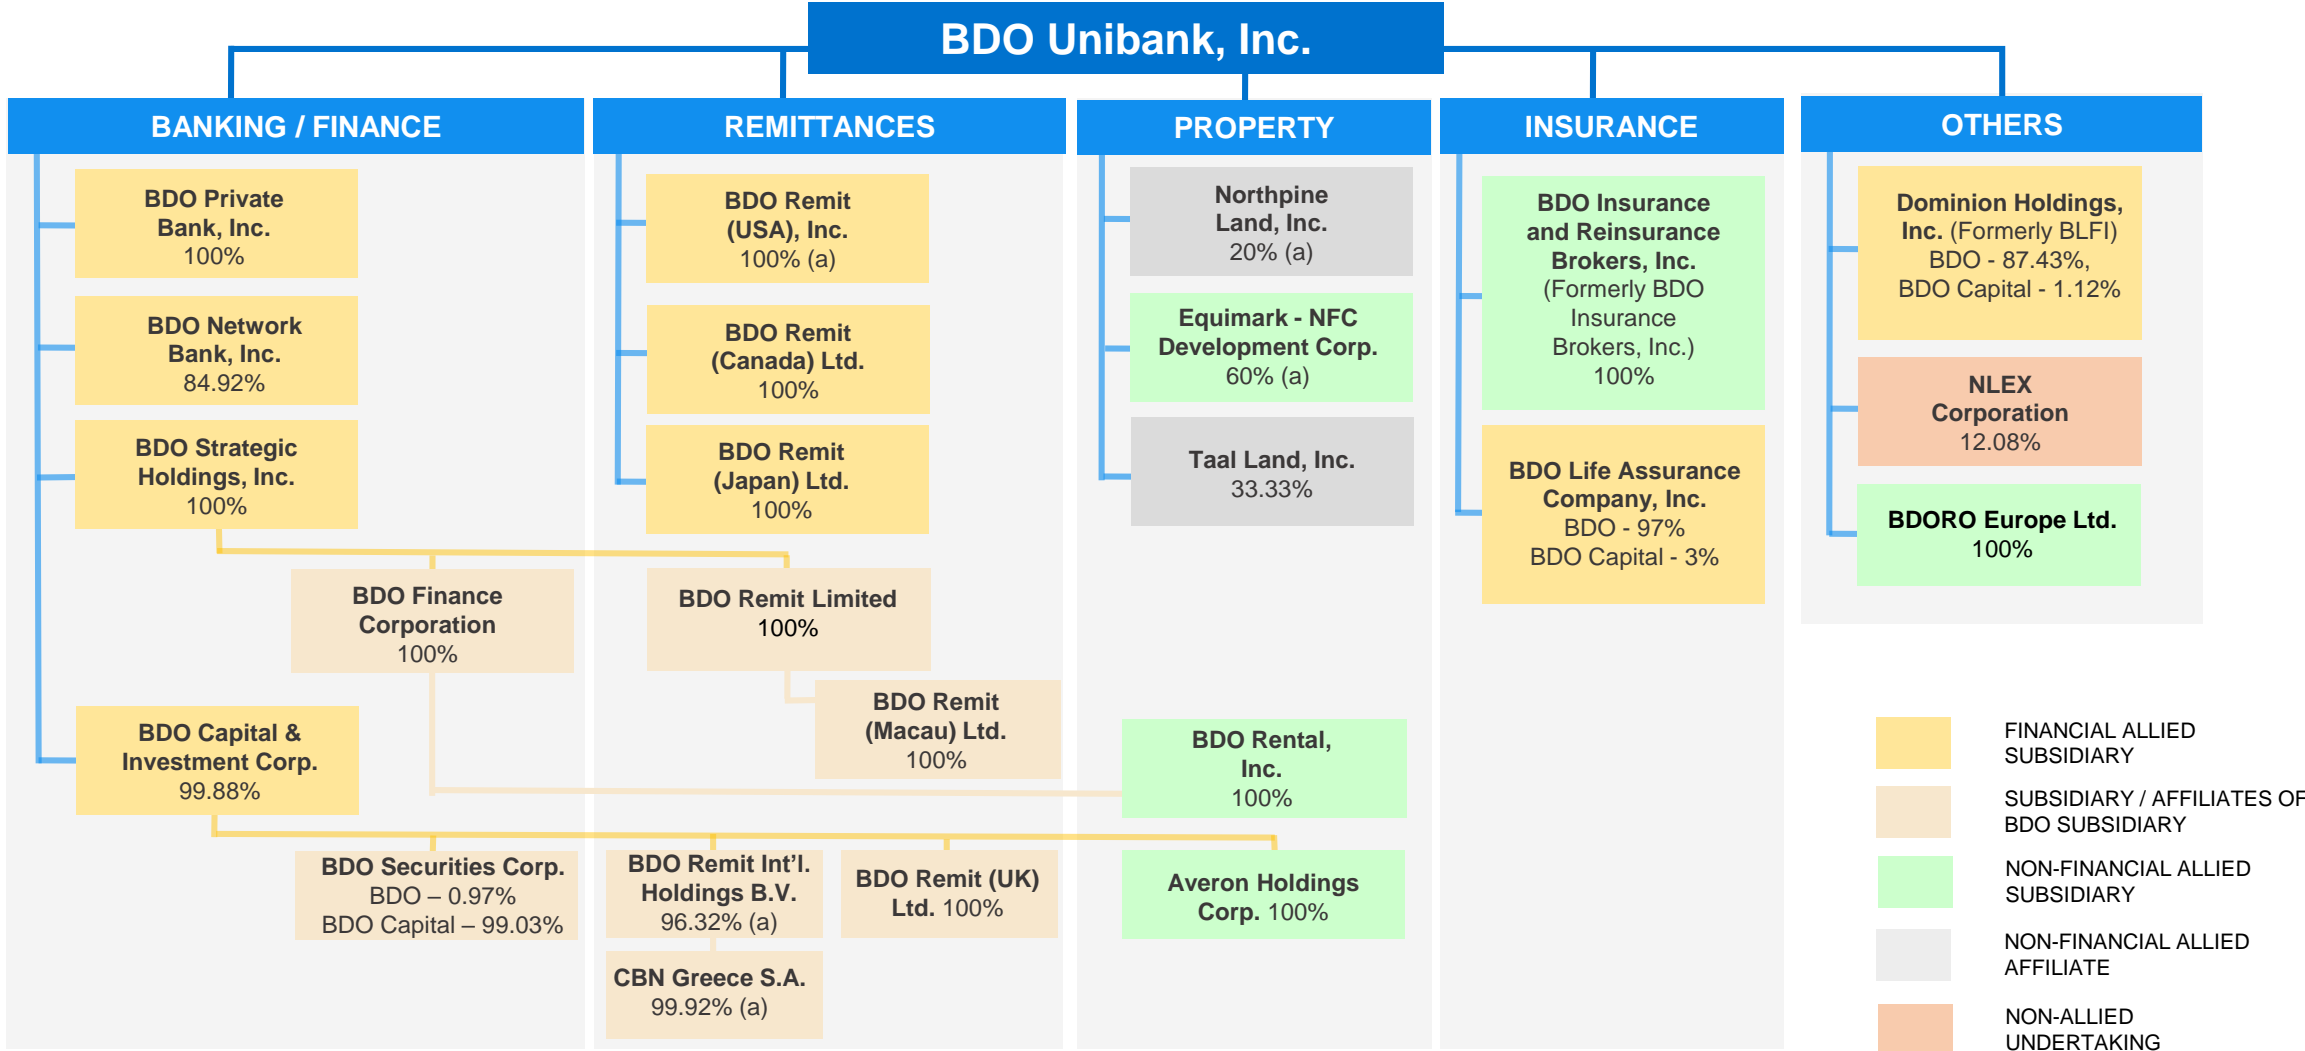 BDO Unibank, Inc.
BANKING / FINANCE
BDO Private
Bank, Inc.
100%
BDO Network
Bank, Inc.
84.92%
BDO Strategic
Holdings, Inc.
100%
BDO Finance
Corporation
100%
BDO Capital &
Investment Corp.
99.88%
BDO Securities Corp.
BDO – 0.97%
BDO Capital – 99.03%
REMITTANCES
BDO Remit
(USA), Inc.
100% (a)
BDO Remit
(Canada) Ltd.
100%
BDO Remit
(Japan) Ltd.
100%
BDO Remit Limited
100%
BDO Remit
(Macau) Ltd.
100%
BDO Remit Int’l.
Holdings B.V.
96.32% (a)
BDO Remit (UK)
Ltd. 100%
CBN Greece S.A.
99.92% (a)
PROPERTY
Northpine
Land, Inc.
20% (a)
Equimark - NFC
Development Corp.
60% (a)
Taal Land, Inc.
33.33%
BDO Rental,
Inc.
100%
Averon Holdings
Corp. 100%
INSURANCE
BDO Insurance
and Reinsurance
Brokers, Inc.
(Formerly BDO
Insurance
Brokers, Inc.)
100%
BDO Life Assurance
Company, Inc.
BDO - 97%
BDO Capital - 3%
OTHERS
Dominion Holdings,
Inc. (Formerly BLFI)
BDO - 87.43%,
BDO Capital - 1.12%
NLEX
Corporation
12.08%
BDORO Europe Ltd.
100%
FINANCIAL ALLIED
SUBSIDIARY
SUBSIDIARY / AFFILIATES OF
BDO SUBSIDIARY
NON-FINANCIAL ALLIED
SUBSIDIARY
NON-FINANCIAL ALLIED
AFFILIATE
NON-ALLIED
UNDERTAKING